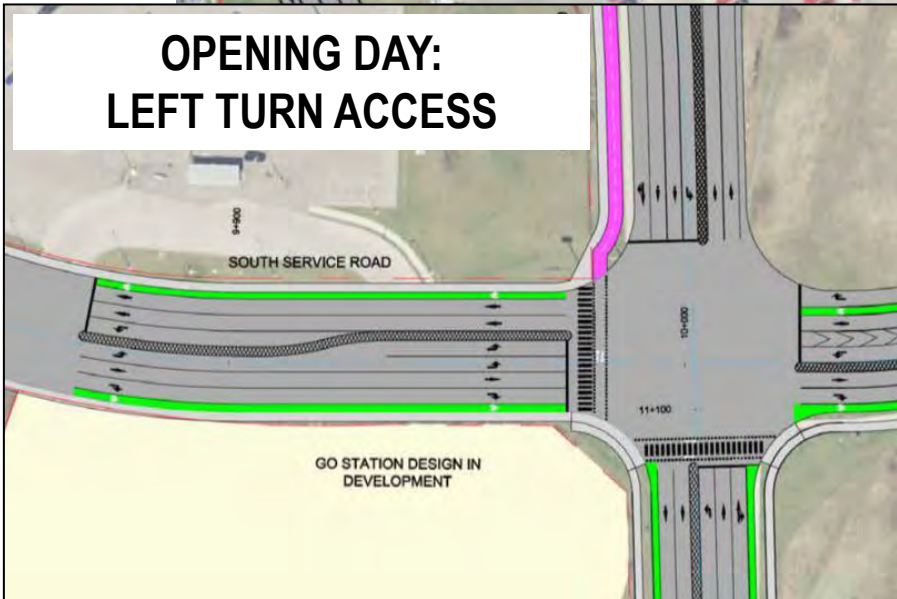 OPENING DAY:
LEFT TURN ACCESS
9+900
SOUTH SERVICE ROAD
10+000
11+100
GO STATION DESIGN IN
DEVELOPMENT